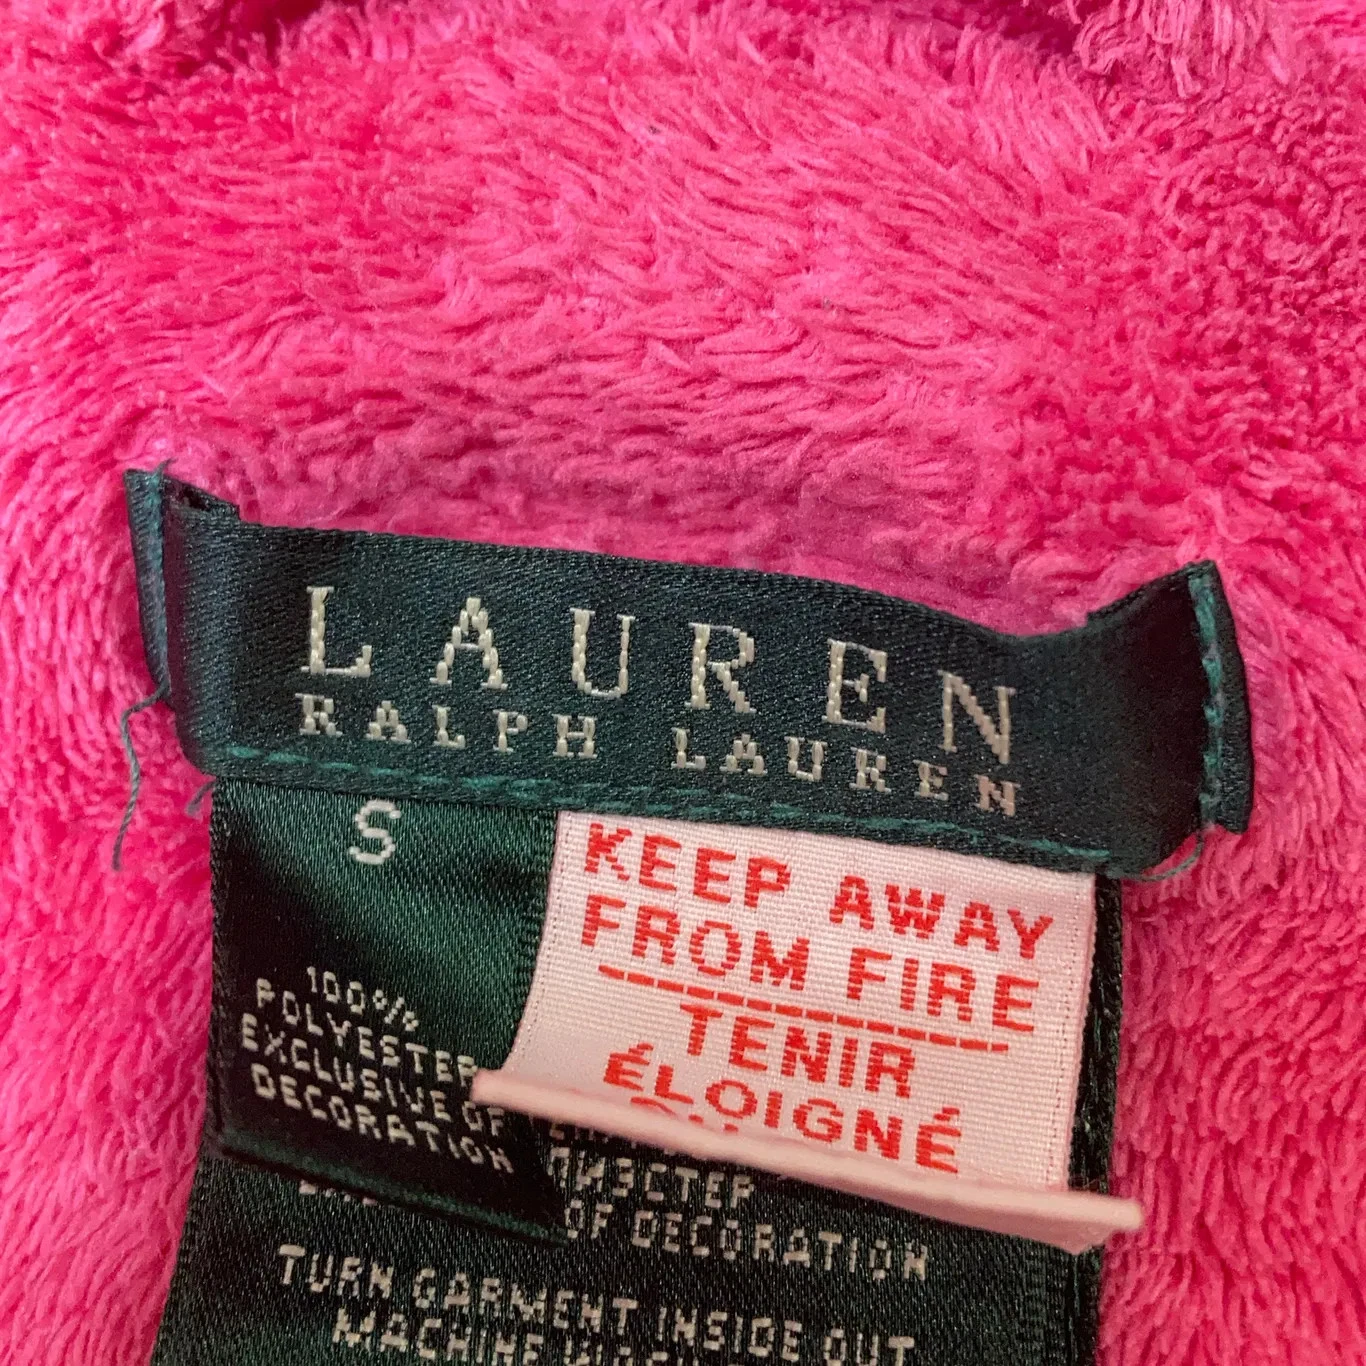 LAUREN
RALPH LAUREN
S
100%
POLYESTER
EXCLUSIVE OF
DECORATION
KEEP AWAY
FROM FIRE
TENIR
ÉLOIGNÉ
OF DECORATION
TURN GARMENT INSIDE OUT
MACHINE